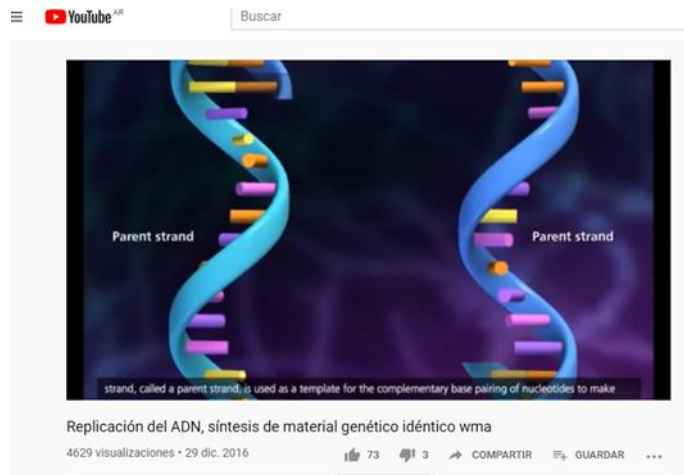 YouTube AR
Buscar
Parent strand
Parent strand
strand, called a parent strand, is used as a template for the complementary base pairing of nucleotides to make
Replicación del ADN, síntesis de material genético idéntico wma
4629 visualizaciones • 29 dic. 2016
73 3 COMPARTIR GUARDAR